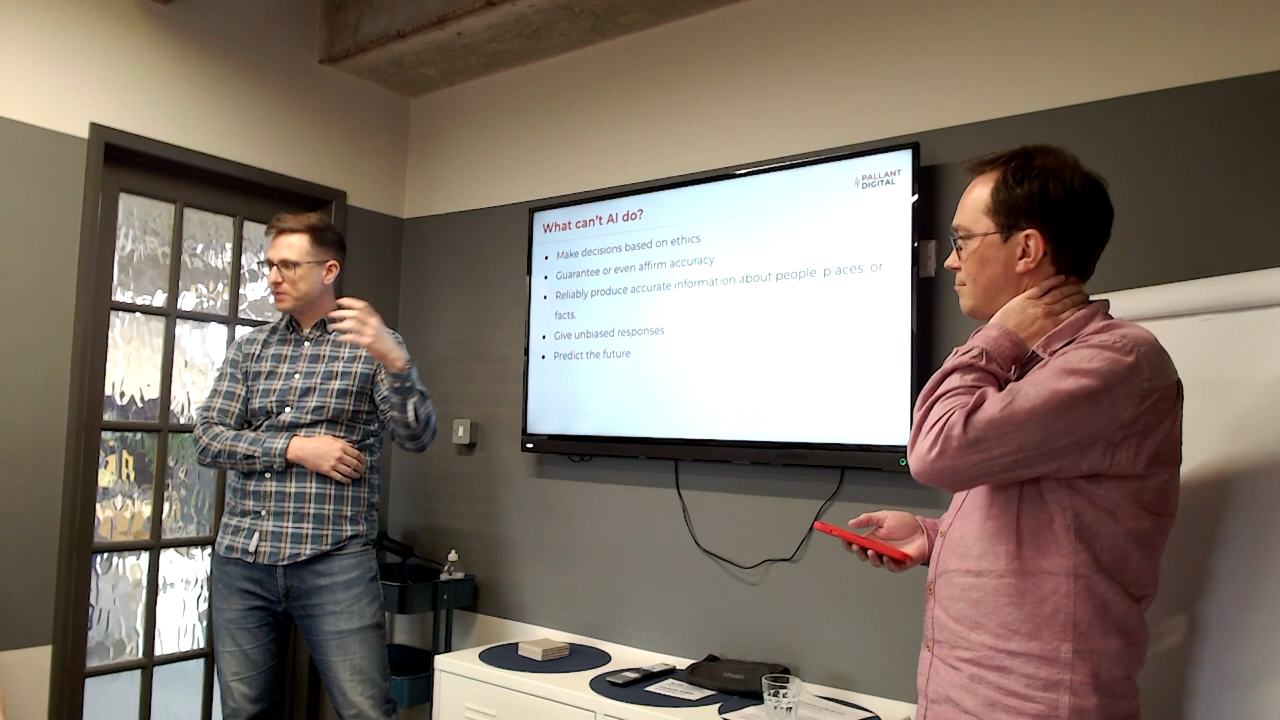 PALLANT
DIGITAL
What can't AI do?
• Make decisions based on ethics
• Guarantee or even affirm accuracy
• Reliably produce accurate information about people, places, or
facts.
• Give unbiased responses
• Predict the future